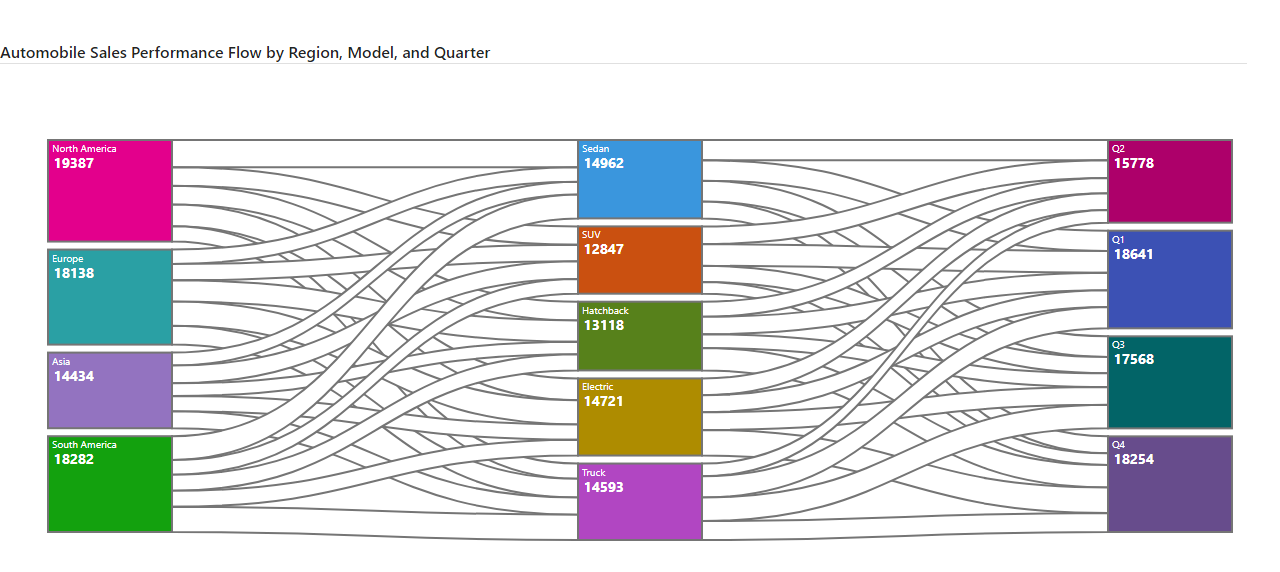 Automobile Sales Performance Flow by Region, Model, and Quarter
North America
19387
Europe
18138
Asia
14434
South America
18282
Sedan
14962
SUV
12847
Hatchback
13118
Electric
14721
Truck
14593
Q2
15778
Q1
18641
Q3
17568
Q4
18254